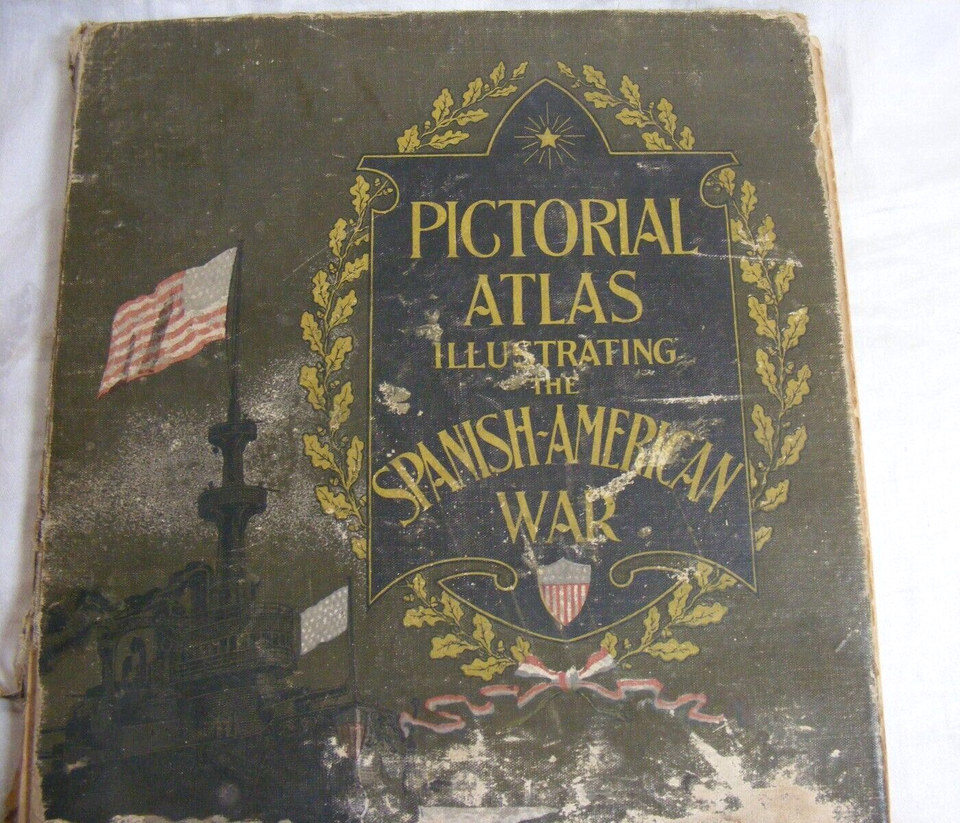 PICTORIAL
ATLAS
ILLUSTRATING
THE
SPANISH-AMERICAN
WAR